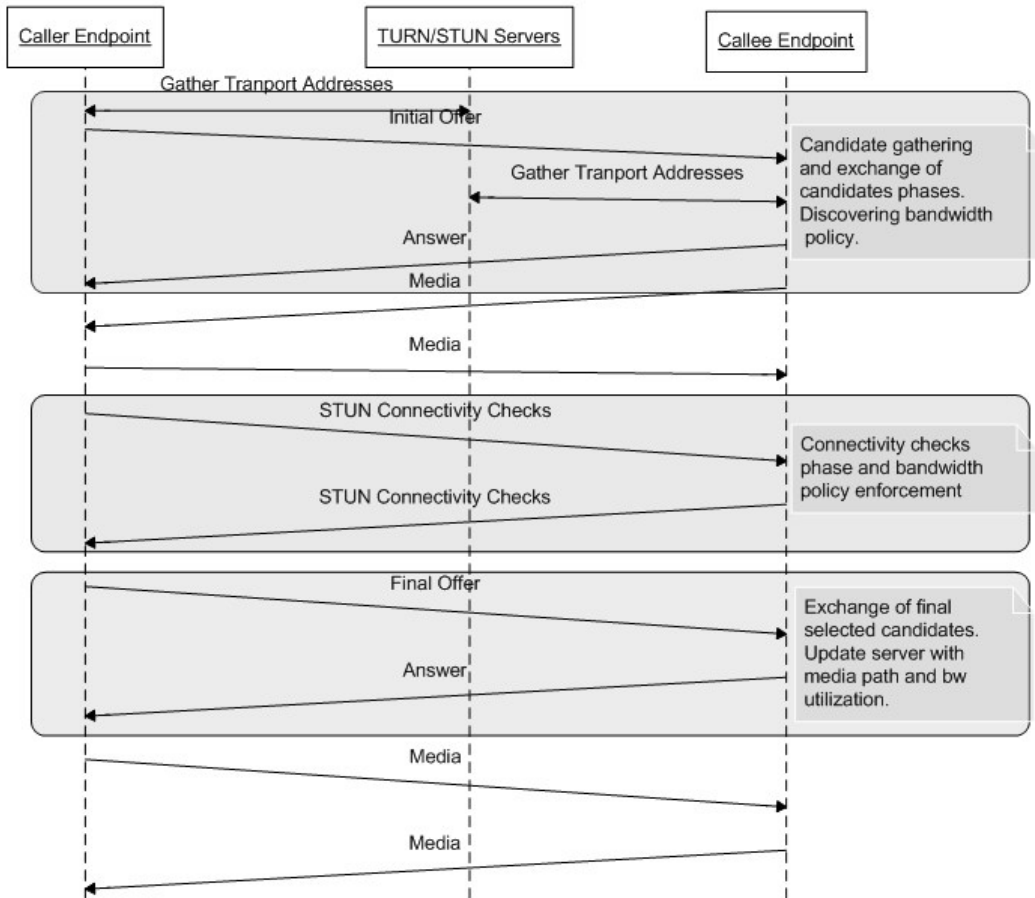 Caller Endpoint
TURN/STUN Servers
Callee Endpoint
Gather Tranport Addresses
Initial Offer
Candidate gathering
and exchange of
candidates phases.
Discovering bandwidth
policy.
Gather Tranport Addresses
Answer
Media
Media
STUN Connectivity Checks
Connectivity checks
phase and bandwidth
policy enforcement
STUN Connectivity Checks
Final Offer
Exchange of final
selected candidates.
Update server with
media path and bw
utilization.
Answer
Media
Media